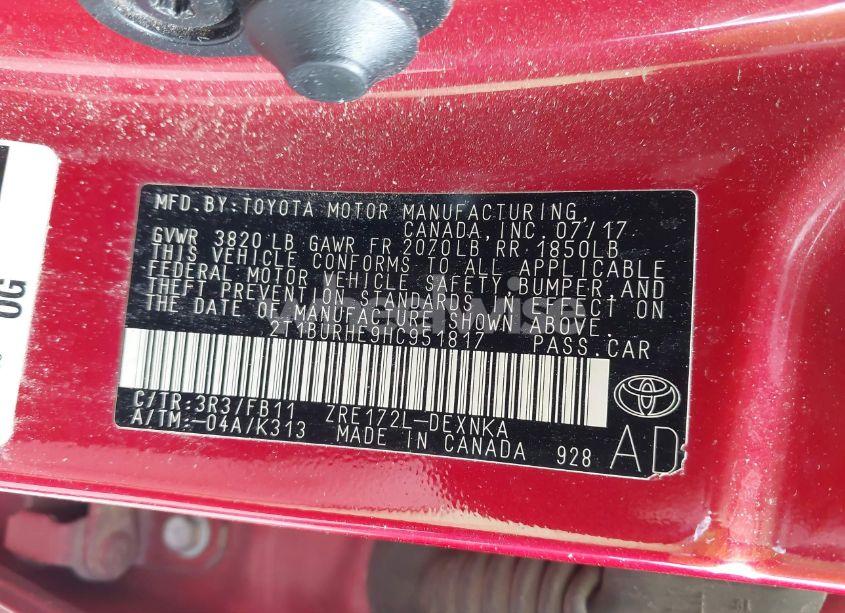 MFD.BY:TOYOTA MOTOR MANUFACTURING,
CANADA,INC. 07/17
GVWR 3820 LB GAWR FR 2070LB RR 1850LB
THIS VEHICLE CONFORMS TO ALL APPLICABLE
FEDERAL MOTOR VEHICLE SAFETY, BUMPER,AND
THEFT PREVENTION STANDARDS IN EFFECT ON
THE DATE OF MANUFACTURE SHOWN ABOVE.
2T1BURHE9HC951817 PASS.CAR
C/TR:3R3/FB11 ZRE172L-DEXNKA
A/TM:-04A/K313 MADE IN CANADA 928
AD
OG